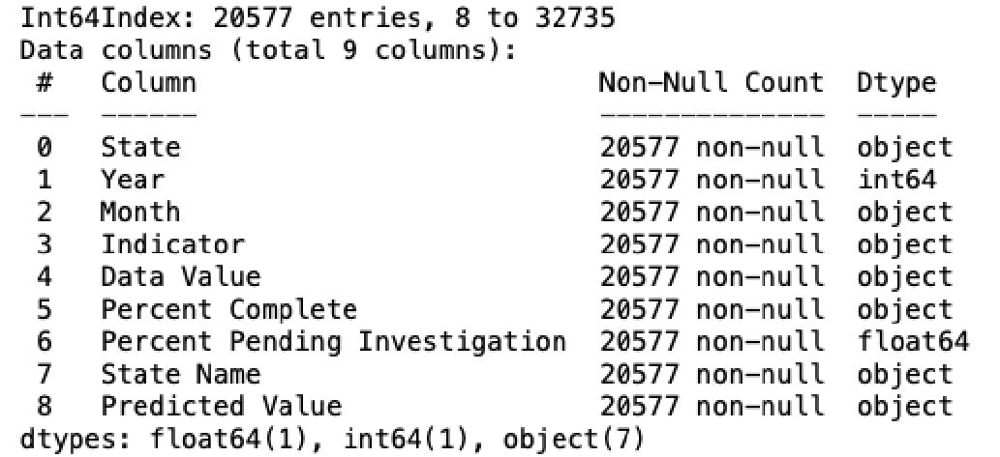 Int64Index: 20577 entries, 8 to 32735
Data columns (total 9 columns):
 #   Column                         Non-Null Count  Dtype
---  ------                         --------------  -----
 0   State                          20577 non-null  object
 1   Year                           20577 non-null  int64
 2   Month                          20577 non-null  object
 3   Indicator                      20577 non-null  object
 4   Data Value                     20577 non-null  object
 5   Percent Complete               20577 non-null  object
 6   Percent Pending Investigation  20577 non-null  float64
 7   State Name                     20577 non-null  object
 8   Predicted Value                20577 non-null  object
dtypes: float64(1), int64(1), object(7)